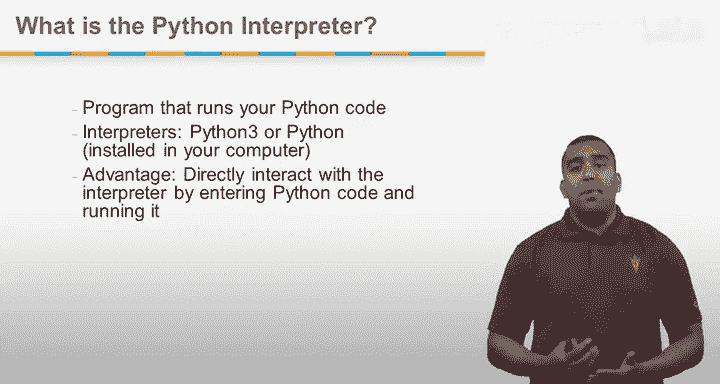 What is the Python Interpreter?
- Program that runs your Python code
- Interpreters: Python3 or Python
(installed in your computer)
- Advantage: Directly interact with the
interpreter by entering Python code and
running it